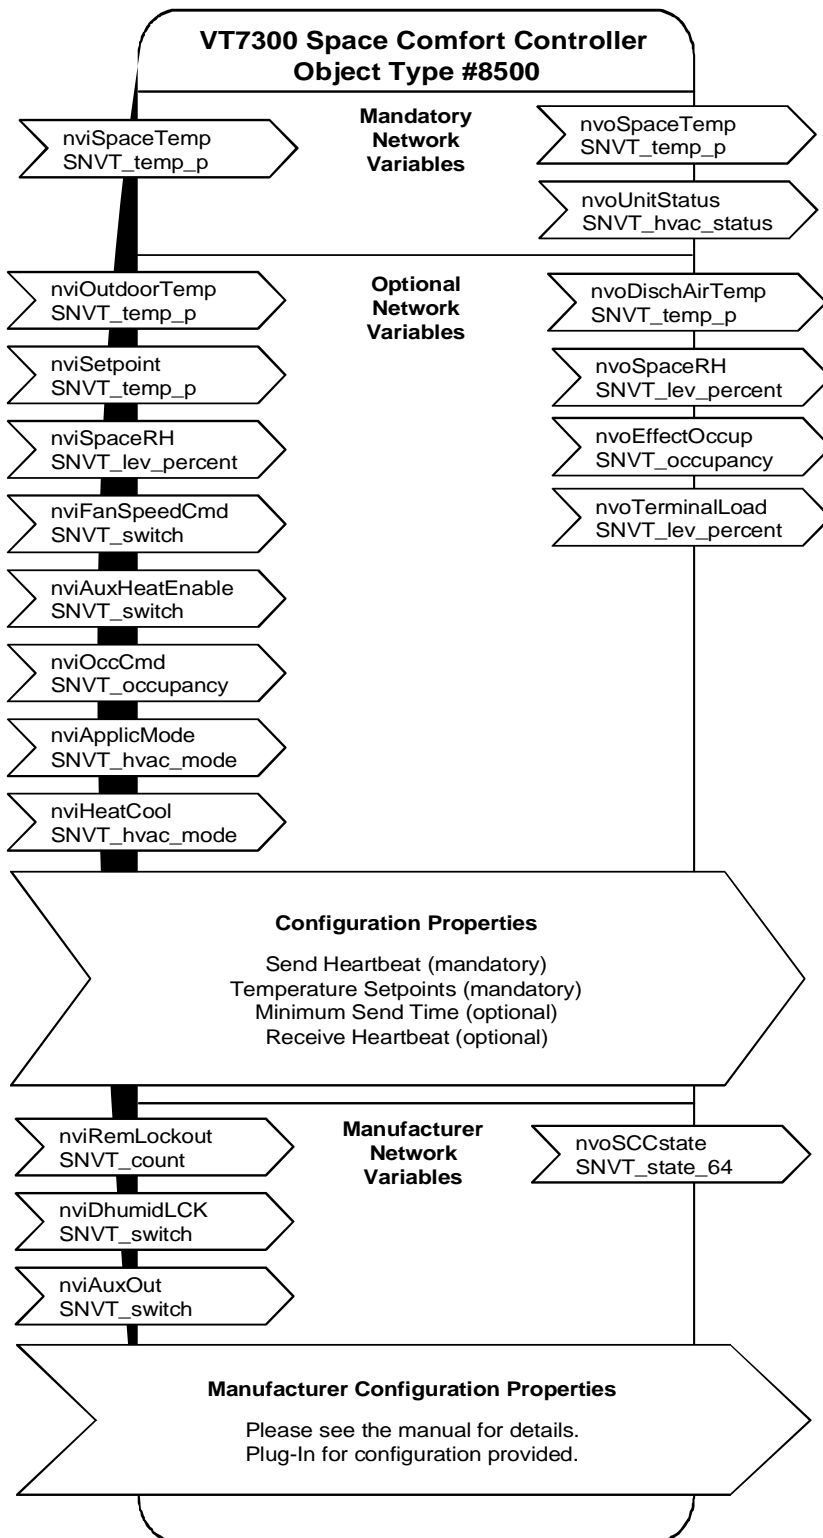 VT7300 Space Comfort Controller
Object Type #8500
Mandatory
Network
Variables
nviSpaceTemp
SNVT_temp_p
nvoSpaceTemp
SNVT_temp_p
nvoUnitStatus
SNVT_hvac_status
Optional
Network
Variables
nviOutdoorTemp
SNVT_temp_p
nviSetpoint
SNVT_temp_p
nviSpaceRH
SNVT_lev_percent
nviFanSpeedCmd
SNVT_switch
nviAuxHeatEnable
SNVT_switch
nviOccCmd
SNVT_occupancy
nviApplicMode
SNVT_hvac_mode
nviHeatCool
SNVT_hvac_mode
nvoDischAirTemp
SNVT_temp_p
nvoSpaceRH
SNVT_lev_percent
nvoEffectOccup
SNVT_occupancy
nvoTerminalLoad
SNVT_lev_percent
Configuration Properties
Send Heartbeat (mandatory)
Temperature Setpoints (mandatory)
Minimum Send Time (optional)
Receive Heartbeat (optional)
Manufacturer
Network
Variables
nviRemLockout
SNVT_count
nviDhumidLCK
SNVT_switch
nviAuxOut
SNVT_switch
nvoSCCstate
SNVT_state_64
Manufacturer Configuration Properties
Please see the manual for details.
Plug-In for configuration provided.